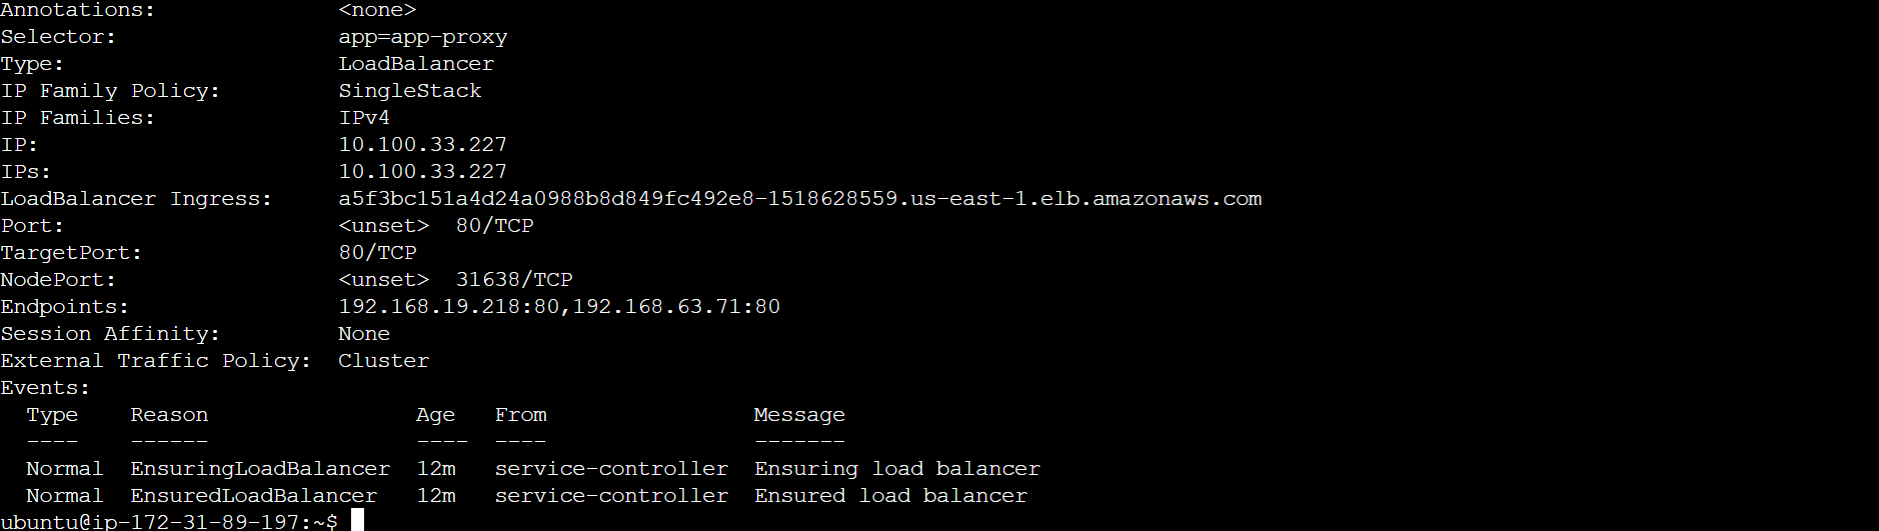 Annotations: <none>
Selector: app=app-proxy
Type: LoadBalancer
IP Family Policy: SingleStack
IP Families: IPv4
IP: 10.100.33.227
IPs: 10.100.33.227
LoadBalancer Ingress: a5f3bc151a4d24a0988b8d849fc492e8-1518628559.us-east-1.elb.amazonaws.com
Port: <unset> 80/TCP
TargetPort: 80/TCP
NodePort: <unset> 31638/TCP
Endpoints: 192.168.19.218:80,192.168.63.71:80
Session Affinity: None
External Traffic Policy: Cluster
Events:
Type Reason Age From Message
---- ------ ---- ---- -------
Normal EnsuringLoadBalancer 12m service-controller Ensuring load balancer
Normal EnsuredLoadBalancer 12m service-controller Ensured load balancer
ubuntu@ip-172-31-89-197:~$